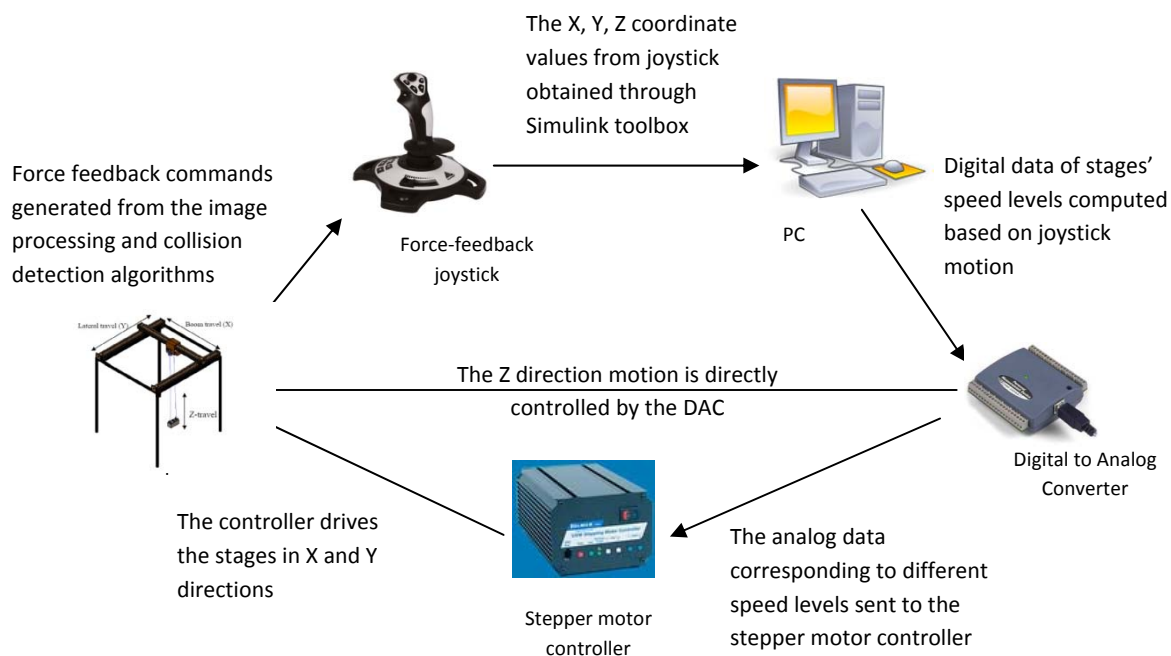 The X, Y, Z coordinate
values from joystick
obtained through
Simulink toolbox
Force feedback commands
generated from the image
processing and collision
detection algorithms
Force-feedback
joystick
PC
Digital data of stages’
speed levels computed
based on joystick
motion
Lateral travel (Y)
Boom travel (X)
Z-travel
The Z direction motion is directly
controlled by the DAC
Digital to Analog
Converter
The controller drives
the stages in X and Y
directions
Stepper motor
controller
The analog data
corresponding to different
speed levels sent to the
stepper motor controller